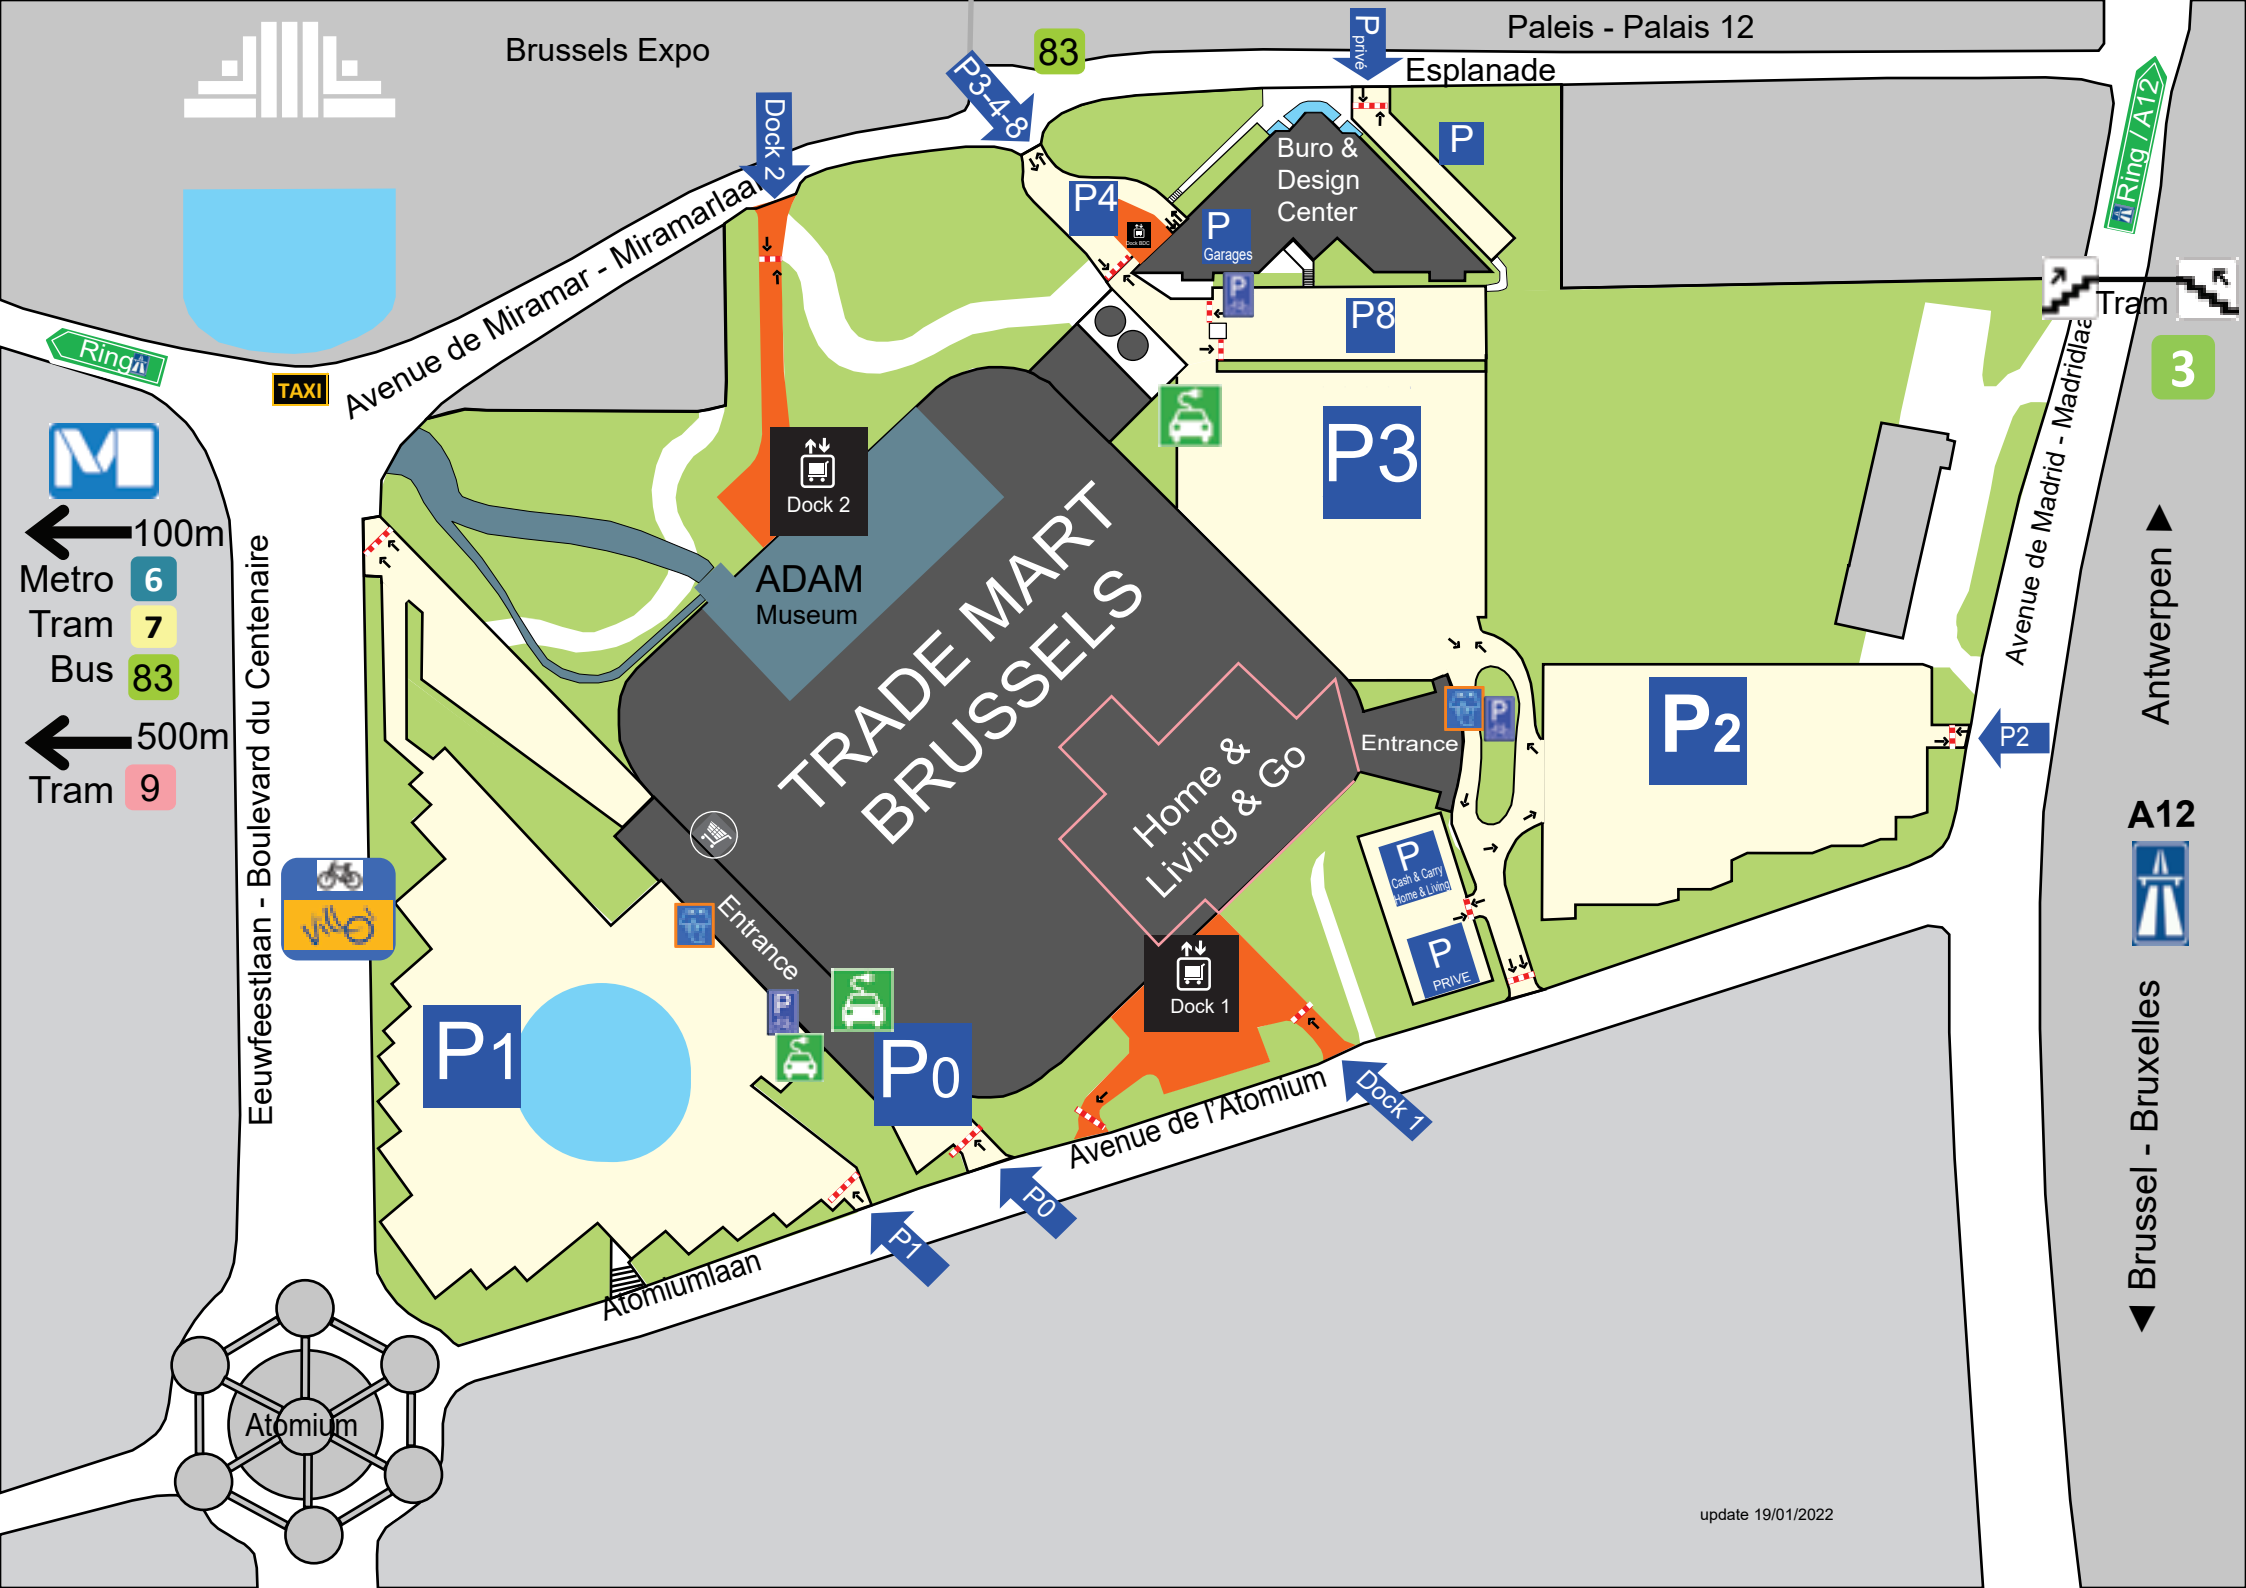 Brussels Expo
83
P privé
Paleis - Palais 12
Esplanade
P3-4-8
Dock 2
Ring / A12
P
Buro &
Design
Center
P4
Dock BDC
P
Garages
P
P8
Tram
3
Avenue de Miramar - Miramarlaan
Ring
TAXI
M
100m
Metro 6
Tram 7
Bus 83
500m
Tram 9
Eeuwfeestlaan - Boulevard du Centenaire
Dock 2
ADAM
Museum
TRADE MART
BRUSSELS
P3
Avenue de Madrid - Madridlaan
Antwerpen
Home &
Living & Go
Entrance
P
P2
P2
A12
villo
P
Cash & Carry
Home & Living
P
PRIVE
Entrance
P
Dock 1
P1
P0
Brussel - Bruxelles
Dock 1
Avenue de l'Atomium
P0
P1
Atomiumlaan
Atomium
update 19/01/2022